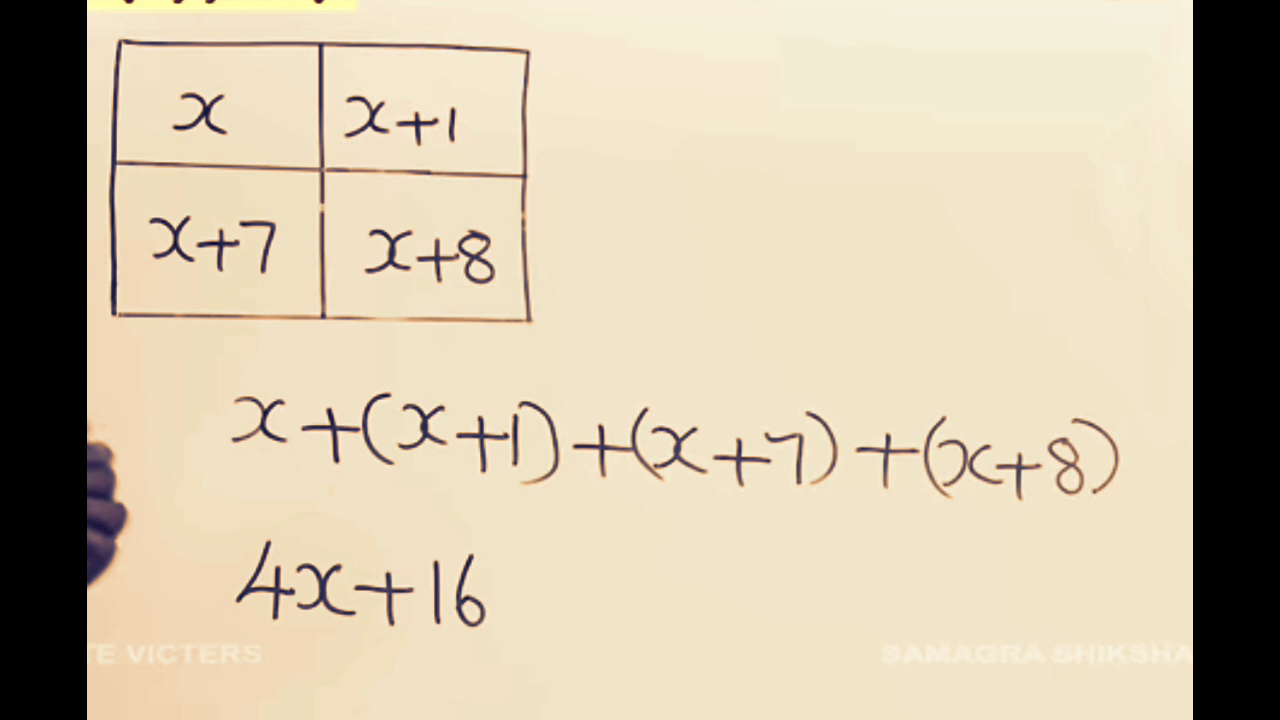 x x+1
x+7 x+8
x+(x+1)+(x+7)+(x+8)
4x+16
TE VICTERS
SAMAGRA SHIKSHA